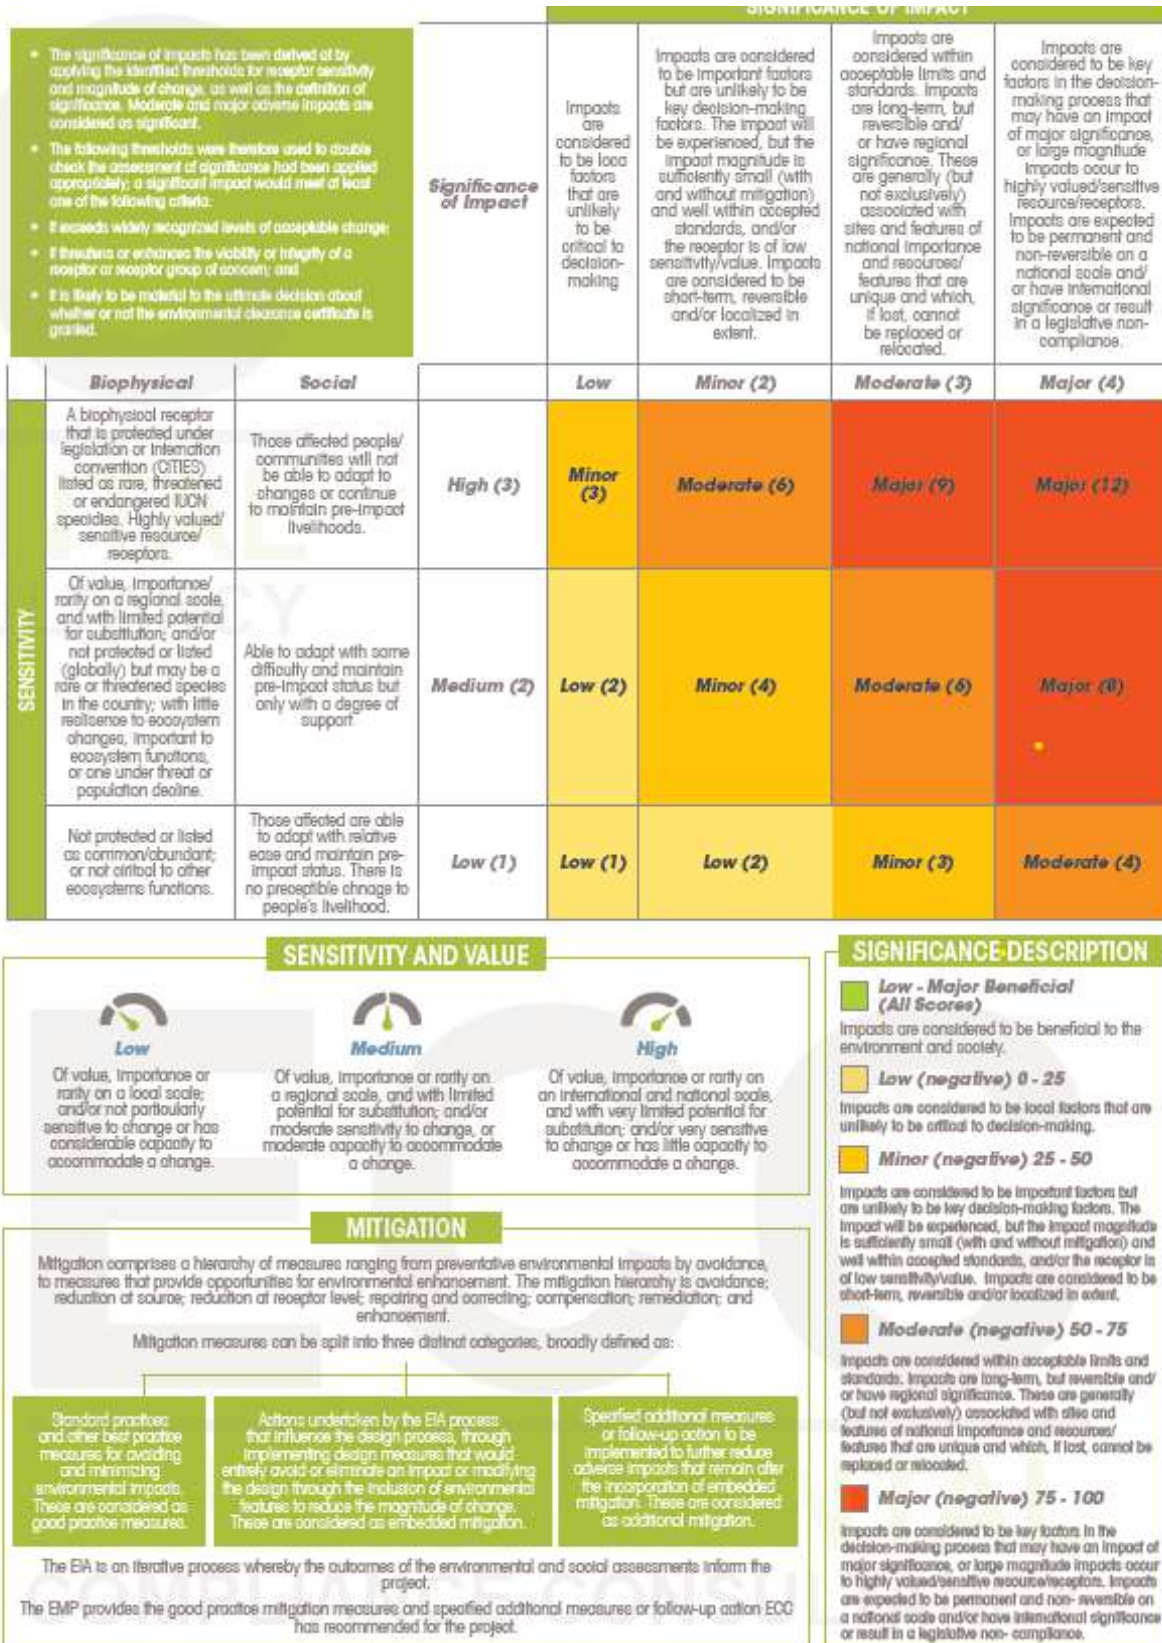 SIGNIFICANCE OF IMPACT
• The significance of impacts has been derived at by
applying the identified thresholds for receptor sensitivity
and magnitude of change, as well as the definition of
significance. Moderate and major adverse impacts are
considered as significant.
• The following thresholds were therefore used to double
check the assessment of significance had been applied
appropriately; a significant impact would meet at least
one of the following criteria:
• It exceeds widely recognized levels of acceptable change;
• It threatens or enhances the viability or integrity of a
receptor or receptor group of concern; and
• It is likely to be material to the ultimate decision about
whether or not the environmental clearance certificate is
granted.
Significance
of Impact
Impacts
are
considered
to be loca
factors
that are
unlikely
to be
critical to
decision-
making
Impacts are considered
to be important factors
but are unlikely to be
key decision-making
factors. The impact will
be experienced, but the
impact magnitude is
sufficiently small (with
and without mitigation)
and well within accepted
standards, and/or
the receptor is of low
sensitivity/value. Impacts
are considered to be
short-term, reversible
and/or localized in
extent.
Impacts are
considered within
acceptable limits and
standards. Impacts
are long-term, but
reversible and/
or have regional
significance. These
are generally (but
not exclusively)
associated with
sites and features of
national importance
and resources/
features that are
unique and which,
if lost, cannot
be replaced or
relocated.
Impacts are
considered to be key
factors in the decision-
making process that
may have an impact
of major significance,
or large magnitude
impacts occur to
highly valued/sensitive
resource/receptors.
Impacts are expected
to be permanent and
non-reversible on a
national scale and/
or have international
significance or result
in a legislative non-
compliance.
Biophysical
Social
Low
Minor (2)
Moderate (3)
Major (4)
SENSITIVITY
A biophysical receptor
that is protected under
legislation or internation
convention (CITIES)
listed as rare, threatened
or endangered IUCN
specidies. Highly valued/
sensitive resource/
receptors.
Those affected people/
communities will not
be able to adapt to
changes or continue
to maintain pre-impact
livelihoods.
High (3)
Minor
(3)
Moderate (6)
Major (9)
Major (12)
Of value, importance/
rarity on a regional scale,
and with limited potential
for substitution; and/or
not protected or listed
(globally) but may be a
rare or threatened species
in the country; with little
resilisence to ecosystem
changes, important to
ecosystem functions,
or one under threat or
population decline.
Able to adapt with some
difficulty and maintain
pre-impact status but
only with a degree of
support
Medium (2)
Low (2)
Minor (4)
Moderate (6)
Major (8)
Not protected or listed
as common/abundant;
or not ciritcal to other
ecosystems functions.
Those affected are able
to adapt with relative
ease and maintain pre-
impact status. There is
no preceptible chnage to
people's livelihood.
Low (1)
Low (1)
Low (2)
Minor (3)
Moderate (4)
SENSITIVITY AND VALUE
Low
Of value, importance or
rarity on a local scale;
and/or not particularly
sensitive to change or has
considerable capacity to
accommodate a change.
Medium
Of value, importance or rarity on
a regional scale, and with limited
potential for substitution; and/or
moderate sensitivity to change, or
moderate capacity to accommodate
a change.
High
Of value, importance or rarity on
an international and national scale,
and with very limited potential for
substitution; and/or very sensitive
to change or has little capacity to
accommodate a change.
MITIGATION
Mitigation comprises a hierarchy of measures ranging from preventative environmental impacts by avoidance,
to measures that provide opportunities for environmental enhancement. The mitigation hierarchy is avoidance;
reduction at source; reduction at receptor level; repairing and correcting; compensation; remediation; and
enhancement.
Mitigation measures can be split into three distinct categories, broadly defined as:
Standard practices
and other best practice
measures for avoiding
and minimizing
environmental impacts.
These are considered as
good practice measures.
Actions undertaken by the EIA process
that influence the design process, through
implementing design measures that would
entirely avoid or eliminate an impact or modifying
the design through the inclusion of environmental
features to reduce the magnitude of change.
These are considered as embedded mitigation.
Specified additional measures
or follow-up action to be
implemented to further reduce
adverse impacts that remain after
the incorporation of embedded
mitigation. These are considered
as additional mitigation.
The EIA is an iterative process whereby the outcomes of the environmental and social assessments inform the
project.
The EMP provides the good practice mitigation measures and specified additional measures or follow-up action ECC
has recommended for the project.
SIGNIFICANCE DESCRIPTION
Low - Major Beneficial
(All Scores)
Impacts are considered to be beneficial to the
environment and society.
Low (negative) 0 - 25
Impacts are considered to be local factors that are
unlikely to be critical to decision-making.
Minor (negative) 25 - 50
Impacts are considered to be important factors but
are unlikely to be key decision-making factors. The
impact will be experienced, but the impact magnitude
is sufficiently small (with and without mitigation) and
well within accepted standards, and/or the receptor is
of low sensitivity/value. Impacts are considered to be
short-term, reversible and/or localized in extent.
Moderate (negative) 50 - 75
Impacts are considered within acceptable limits and
standards. Impacts are long-term, but reversible and/
or have regional significance. These are generally
(but not exclusively) associated with sites and
features of national importance and resources/
features that are unique and which, if lost, cannot be
replaced or relocated.
Major (negative) 75 - 100
Impacts are considered to be key factors in the
decision-making process that may have an impact of
major significance, or large magnitude impacts occur
to highly valued/sensitive resource/receptors. Impacts
are expected to be permanent and non- reversible on
a national scale and/or have international significance
or result in a legislative non- compliance.